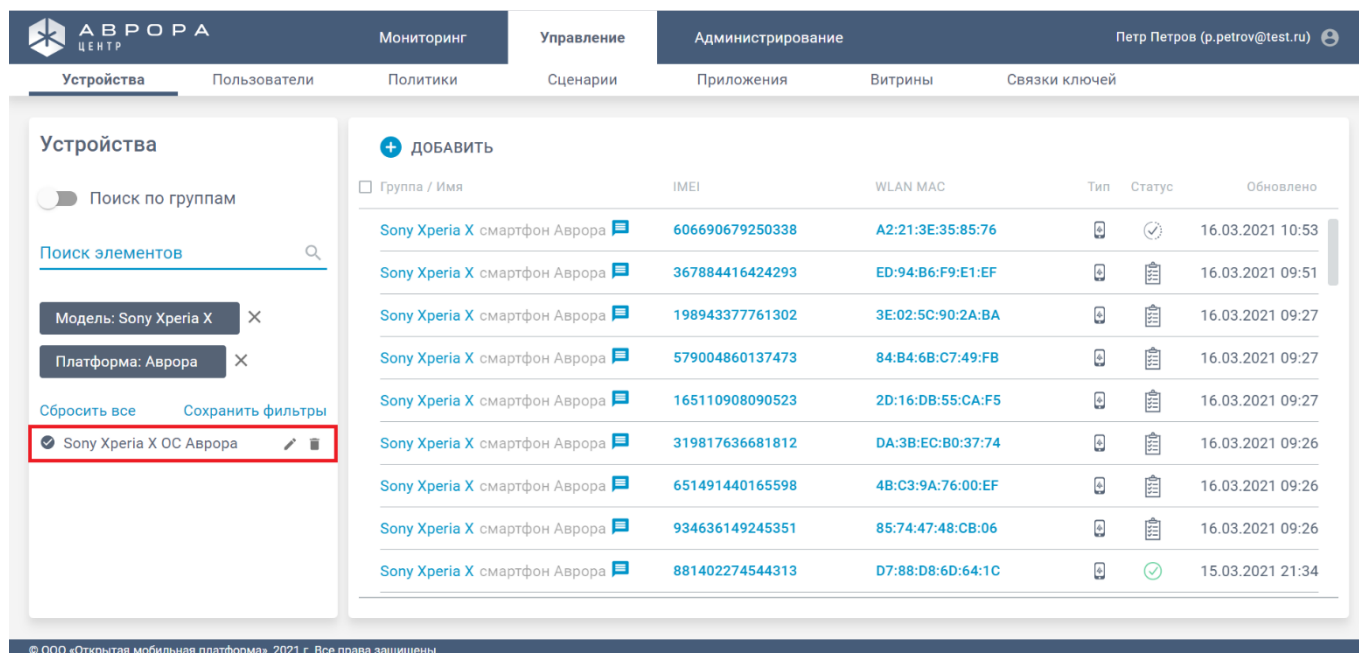 АВРОРА
ЦЕНТР
Мониторинг Управление Администрирование Петр Петров (p.petrov@test.ru)
Устройства Пользователи Политики Сценарии Приложения Витрины Связки ключей
Устройства
Поиск по группам
Поиск элементов
Модель: Sony Xperia X
Платформа: Аврора
Сбросить все Сохранить фильтры
Sony Xperia X ОС Аврора
ДОБАВИТЬ
Группа / Имя IMEI WLAN MAC Тип Статус Обновлено
Sony Xperia X смартфон Аврора 606690679250338 A2:21:3E:35:85:76 16.03.2021 10:53
Sony Xperia X смартфон Аврора 367884416424293 ED:94:B6:F9:E1:EF 16.03.2021 09:51
Sony Xperia X смартфон Аврора 198943377761302 3E:02:5C:90:2A:BA 16.03.2021 09:27
Sony Xperia X смартфон Аврора 579004860137473 84:B4:6B:C7:49:FB 16.03.2021 09:27
Sony Xperia X смартфон Аврора 165110908090523 2D:16:DB:55:CA:F5 16.03.2021 09:27
Sony Xperia X смартфон Аврора 319817636681812 DA:3B:EC:B0:37:74 16.03.2021 09:26
Sony Xperia X смартфон Аврора 651491440165598 4B:C3:9A:76:00:EF 16.03.2021 09:26
Sony Xperia X смартфон Аврора 934636149245351 85:74:47:48:CB:06 16.03.2021 09:26
Sony Xperia X смартфон Аврора 881402274544313 D7:88:D8:6D:64:1C 15.03.2021 21:34
© ООО «Открытая мобильная платформа», 2021 г. Все права защищены